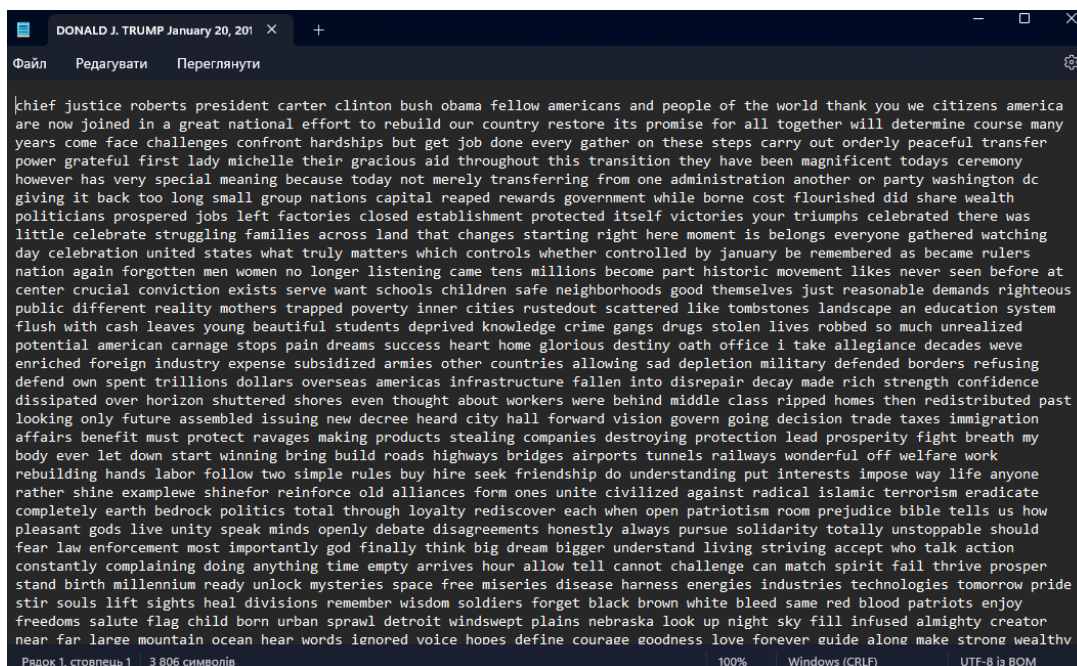 DONALD J. TRUMP January 20, 201
Файл Редагувати Переглянути
chief justice roberts president carter clinton bush obama fellow americans and people of the world thank you we citizens america
are now joined in a great national effort to rebuild our country restore its promise for all together will determine course many
years come face challenges confront hardships but get job done every gather on these steps carry out orderly peaceful transfer
power grateful first lady michelle their gracious aid throughout this transition they have been magnificent todays ceremony
however has very special meaning because today not merely transferring from one administration another or party washington dc
giving it back too long small group nations capital reaped rewards government while borne cost flourished did share wealth
politicians prospered jobs left factories closed establishment protected itself victories your triumphs celebrated there was
little celebrate struggling families across land that changes starting right here moment is belongs everyone gathered watching
day celebration united states what truly matters which controls whether controlled by january be remembered as became rulers
nation again forgotten men women no longer listening came tens millions become part historic movement likes never seen before at
center crucial conviction exists serve want schools children safe neighborhoods good themselves just reasonable demands righteous
public different reality mothers trapped poverty inner cities rustedout scattered like tombstones landscape an education system
flush with cash leaves young beautiful students deprived knowledge crime gangs drugs stolen lives robbed so much unrealized
potential american carnage stops pain dreams success heart home glorious destiny oath office i take allegiance decades weve
enriched foreign industry expense subsidized armies other countries allowing sad depletion military defended borders refusing
defend own spent trillions dollars overseas americas infrastructure fallen into disrepair decay made rich strength confidence
dissipated over horizon shuttered shores even thought about workers were behind middle class ripped homes then redistributed past
looking only future assembled issuing new decree heard city hall forward vision govern going decision trade taxes immigration
affairs benefit must protect ravages making products stealing companies destroying protection lead prosperity fight breath my
body ever let down start winning bring build roads highways bridges airports tunnels railways wonderful off welfare work
rebuilding hands labor follow two simple rules buy hire seek friendship do understanding put interests impose way life anyone
rather shine examplewe shinefor reinforce old alliances form ones unite civilized against radical islamic terrorism eradicate
completely earth bedrock politics total through loyalty rediscover each when open patriotism room prejudice bible tells us how
pleasant gods live unity speak minds openly debate disagreements honestly always pursue solidarity totally unstoppable should
fear law enforcement most importantly god finally think big dream bigger understand living striving accept who talk action
constantly complaining doing anything time empty arrives hour allow tell cannot challenge can match spirit fail thrive prosper
stand birth millennium ready unlock mysteries space free miseries disease harness energies industries technologies tomorrow pride
stir souls lift sights heal divisions remember wisdom soldiers forget black brown white bleed same red blood patriots enjoy
freedoms salute flag child born urban sprawl detroit windswept plains nebraska look up night sky fill infused almighty creator
near far large mountain ocean hear words ignored voice hopes define courage goodness love forever guide along make strong wealthy
Рядок 1, стовпець 1 3 806 символів 100% Windows (CRLF) UTF-8 із BOM